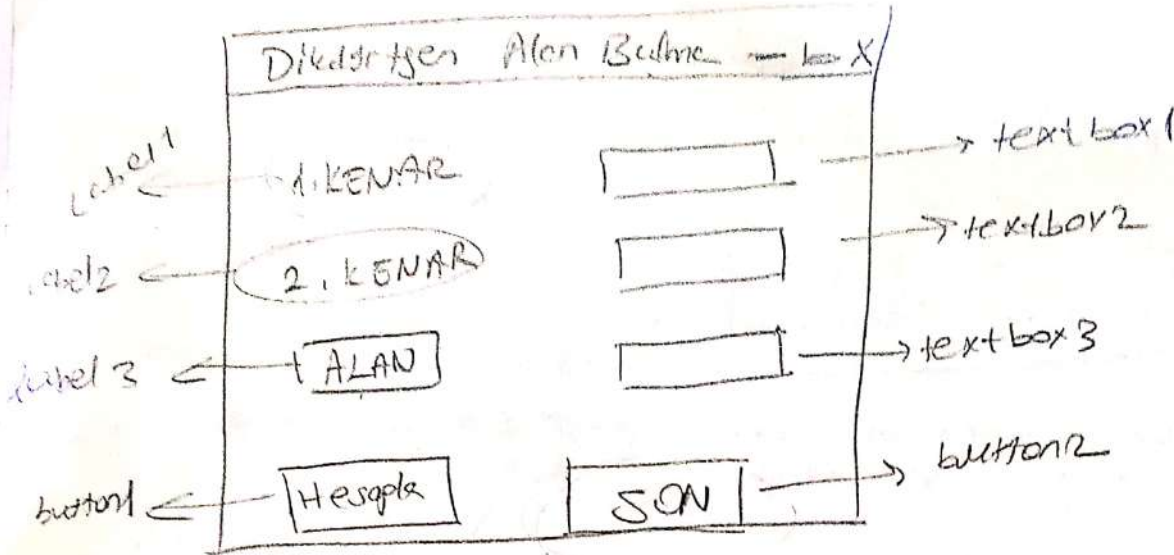 Dikdörtgen Alan Bulma — X
label1 1. KENAR textbox1
label2 2. KENAR textbox2
label3 ALAN textbox3
button1 Hesapla SON button2